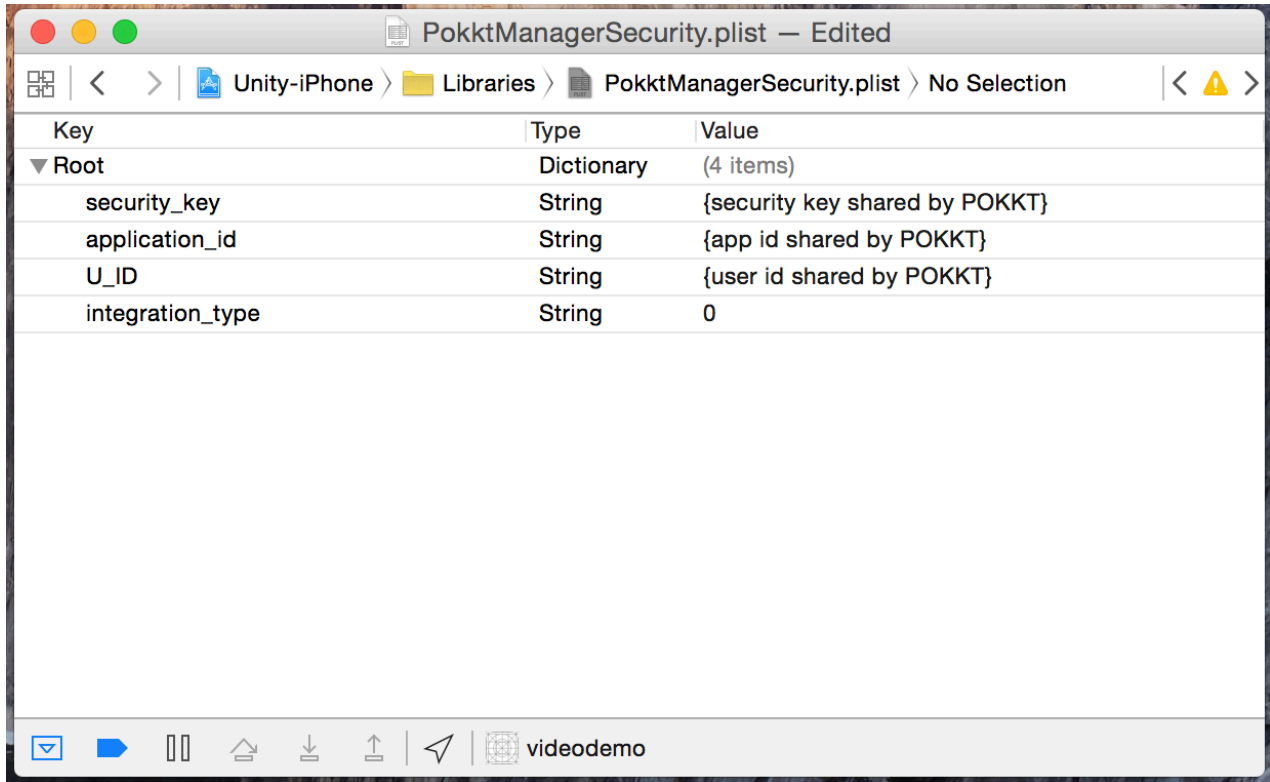 PokktManagerSecurity.plist — Edited
Unity-iPhone Libraries PokktManagerSecurity.plist No Selection
Key Type Value
Root Dictionary (4 items)
security_key String {security key shared by POKKT}
application_id String {app id shared by POKKT}
U_ID String {user id shared by POKKT}
integration_type String 0
videodemo